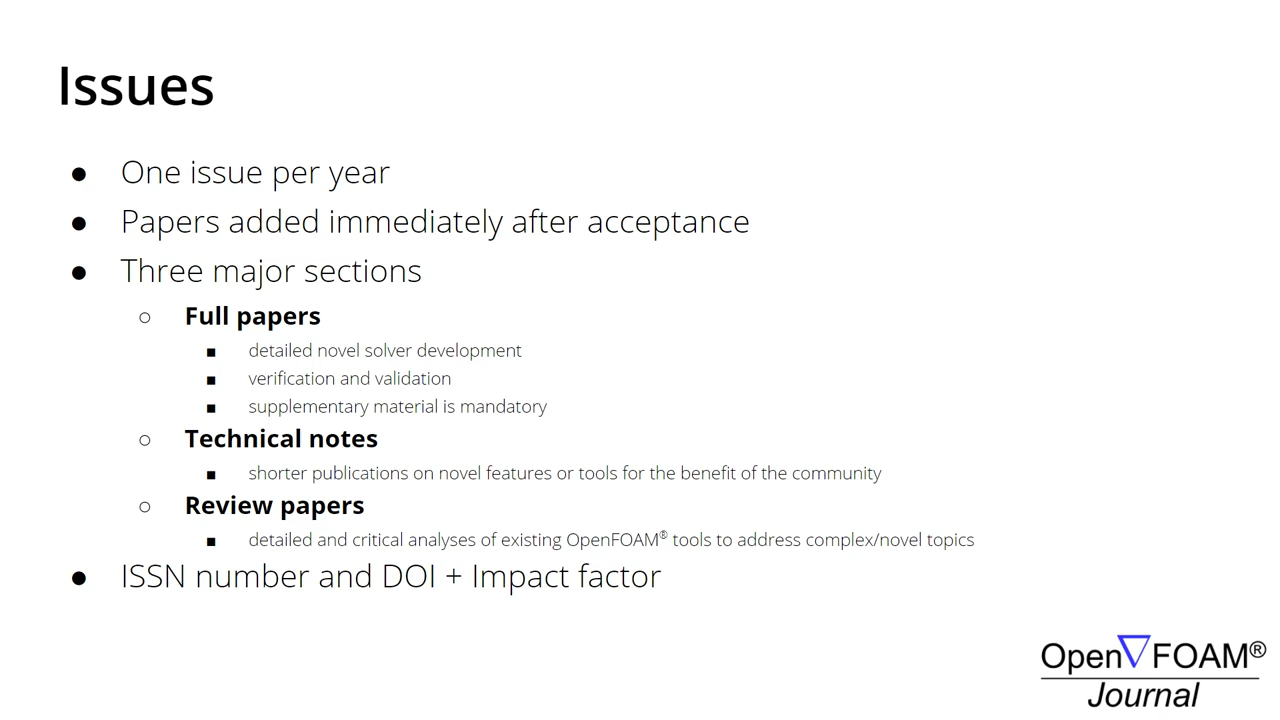 Issues
● One issue per year
● Papers added immediately after acceptance
● Three major sections
○ Full papers
■ detailed novel solver development
■ verification and validation
■ supplementary material is mandatory
○ Technical notes
■ shorter publications on novel features or tools for the benefit of the community
○ Review papers
■ detailed and critical analyses of existing OpenFOAM® tools to address complex/novel topics
● ISSN number and DOI + Impact factor
Open∇FOAM®
Journal